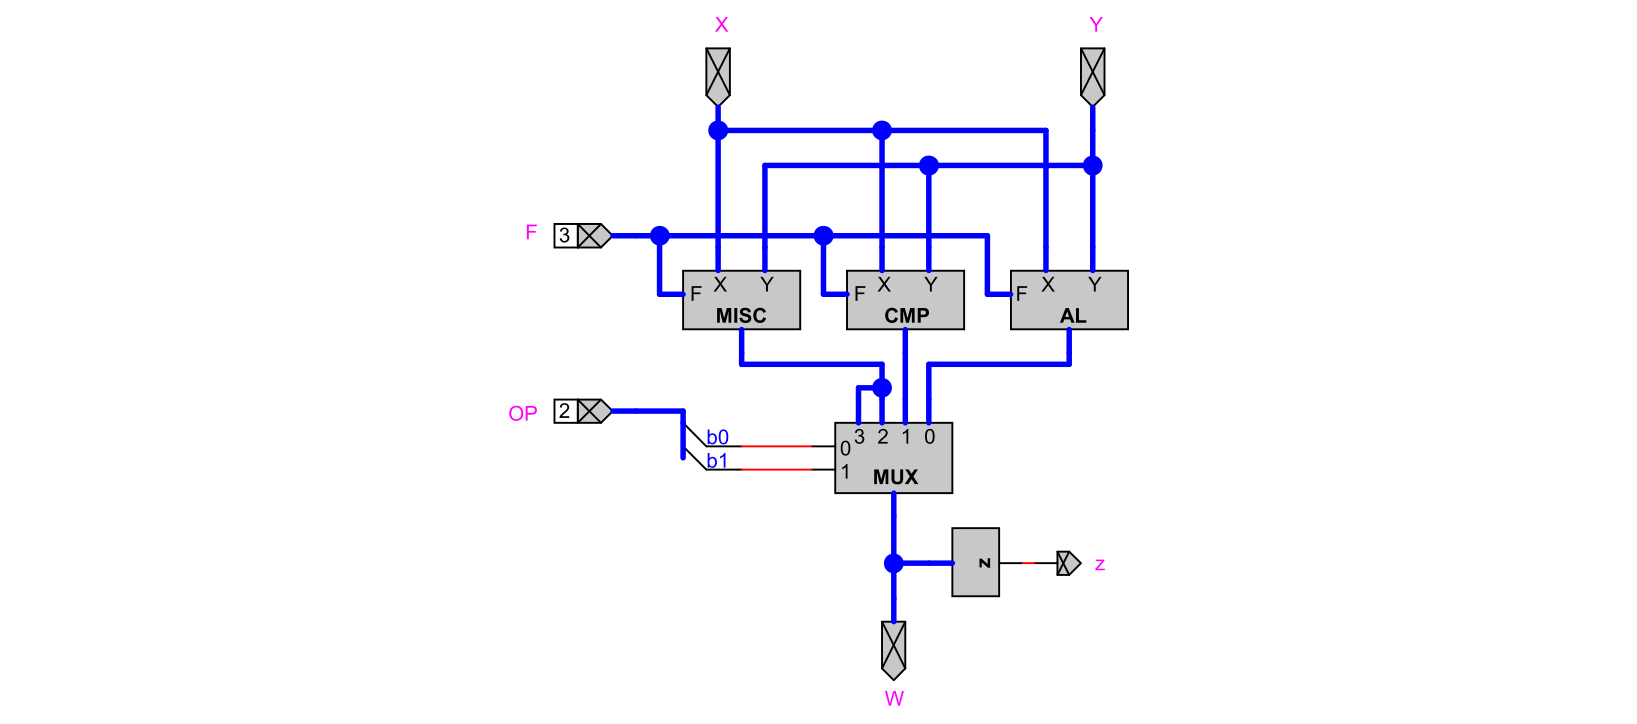 X Y
F 3
X Y X Y X Y
F F F
MISC CMP AL
OP 2
b0
b1
3 2 1 0
0
1
MUX
z
z
W